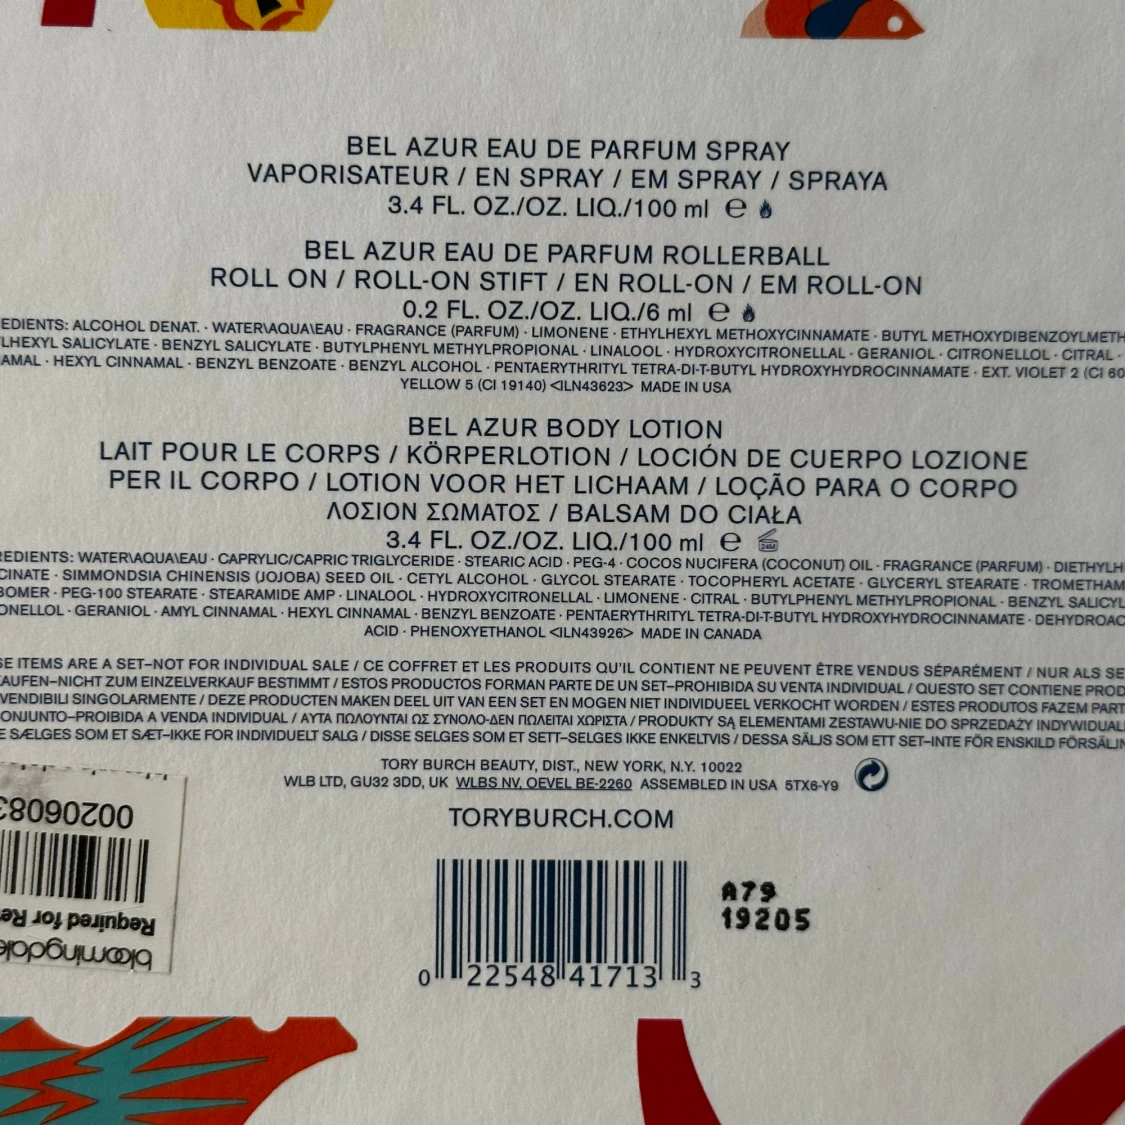 BEL AZUR EAU DE PARFUM SPRAY
VAPORISATEUR / EN SPRAY / EM SPRAY / SPRAYA
3.4 FL. OZ./OZ. LIQ./100 ml ℮
BEL AZUR EAU DE PARFUM ROLLERBALL
ROLL ON / ROLL-ON STIFT / EN ROLL-ON / EM ROLL-ON
0.2 FL. OZ./OZ. LIQ./6 ml ℮
EDIENTS: ALCOHOL DENAT. · WATER\AQUA\EAU · FRAGRANCE (PARFUM) · LIMONENE · ETHYLHEXYL METHOXYCINNAMATE · BUTYL METHOXYDIBENZOYLMETH
LHEXYL SALICYLATE · BENZYL SALICYLATE · BUTYLPHENYL METHYLPROPIONAL · LINALOOL · HYDROXYCITRONELLAL · GERANIOL · CITRONELLOL · CITRAL ·
AMAL · HEXYL CINNAMAL · BENZYL BENZOATE · BENZYL ALCOHOL · PENTAERYTHRITYL TETRA-DI-T-BUTYL HYDROXYHYDROCINNAMATE · EXT. VIOLET 2 (CI 60
YELLOW 5 (CI 19140) <ILN43623> MADE IN USA
BEL AZUR BODY LOTION
LAIT POUR LE CORPS / KÖRPERLOTION / LOCIÓN DE CUERPO LOZIONE
PER IL CORPO / LOTION VOOR HET LICHAAM / LOÇÃO PARA O CORPO
ΛΟΣΙΟΝ ΣΩΜΑΤΟΣ / BALSAM DO CIAŁA
3.4 FL. OZ./OZ. LIQ./100 ml ℮ 24M
REDIENTS: WATER\AQUA\EAU · CAPRYLIC/CAPRIC TRIGLYCERIDE · STEARIC ACID · PEG-4 · COCOS NUCIFERA (COCONUT) OIL · FRAGRANCE (PARFUM) · DIETHYLH
CINATE · SIMMONDSIA CHINENSIS (JOJOBA) SEED OIL · CETYL ALCOHOL · GLYCOL STEARATE · TOCOPHERYL ACETATE · GLYCERYL STEARATE · TROMETHAM
BOMER · PEG-100 STEARATE · STEARAMIDE AMP · LINALOOL · HYDROXYCITRONELLAL · LIMONENE · CITRAL · BUTYLPHENYL METHYLPROPIONAL · BENZYL SALICYL
ONELLOL · GERANIOL · AMYL CINNAMAL · HEXYL CINNAMAL · BENZYL BENZOATE · PENTAERYTHRITYL TETRA-DI-T-BUTYL HYDROXYHYDROCINNAMATE · DEHYDROAC
ACID · PHENOXYETHANOL <ILN43926> MADE IN CANADA
SE ITEMS ARE A SET–NOT FOR INDIVIDUAL SALE / CE COFFRET ET LES PRODUITS QU'IL CONTIENT NE PEUVENT ÊTRE VENDUS SÉPARÉMENT / NUR ALS SE
KAUFEN–NICHT ZUM EINZELVERKAUF BESTIMMT / ESTOS PRODUCTOS FORMAN PARTE DE UN SET–PROHIBIDA SU VENTA INDIVIDUAL / QUESTO SET CONTIENE PROD
VENDIBILI SINGOLARMENTE / DEZE PRODUCTEN MAKEN DEEL UIT VAN EEN SET EN MOGEN NIET INDIVIDUEEL VERKOCHT WORDEN / ESTES PRODUTOS FAZEM PART
ONJUNTO–PROIBIDA A VENDA INDIVIDUAL / ΑΥΤΑ ΠΩΛΟΥΝΤΑΙ ΩΣ ΣΥΝΟΛΟ-ΔΕΝ ΠΩΛΕΙΤΑΙ ΧΩΡΙΣΤΑ / PRODUKTY SĄ ELEMENTAMI ZESTAWU-NIE DO SPRZEDAŻY INDYWIDUAL
E SÆLGES SOM ET SÆT–IKKE FOR INDIVIDUELT SALG / DISSE SELGES SOM ET SETT–SELGES IKKE ENKELTVIS / DESSA SÄLJS SOM ETT SET–INTE FÖR ENSKILD FÖRSÄLJN
TORY BURCH BEAUTY, DIST., NEW YORK, N.Y. 10022
WLB LTD, GU32 3DD, UK WLBS NV, OEVEL BE-2260 ASSEMBLED IN USA 5TX6-Y9
TORYBURCH.COM
A79
19205
0 22548 41713 3
bloomingdale
Required for Re
0020608